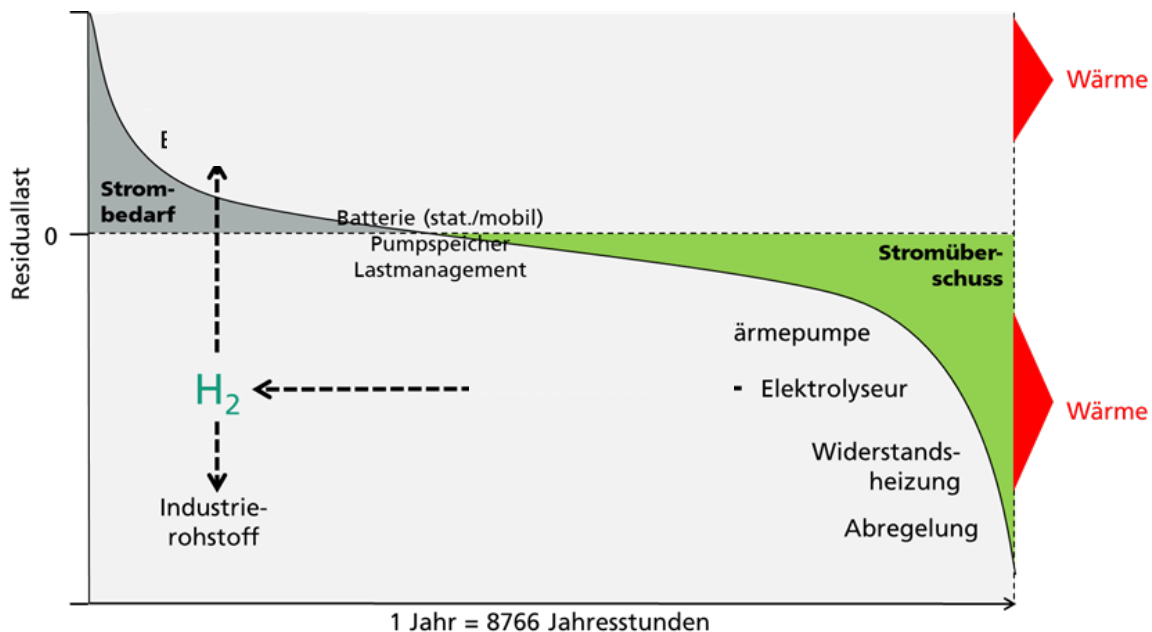 Wärme
E
Strom-
bedarf
Residuallast
0
Batterie (stat./mobil)
Pumpspeicher
Lastmanagement
Stromüber-
schuss
ärmepumpe
H2
- Elektrolyseur
Wärme
Widerstands-
heizung
Industrie-
rohstoff
Abregelung
1 Jahr = 8766 Jahresstunden